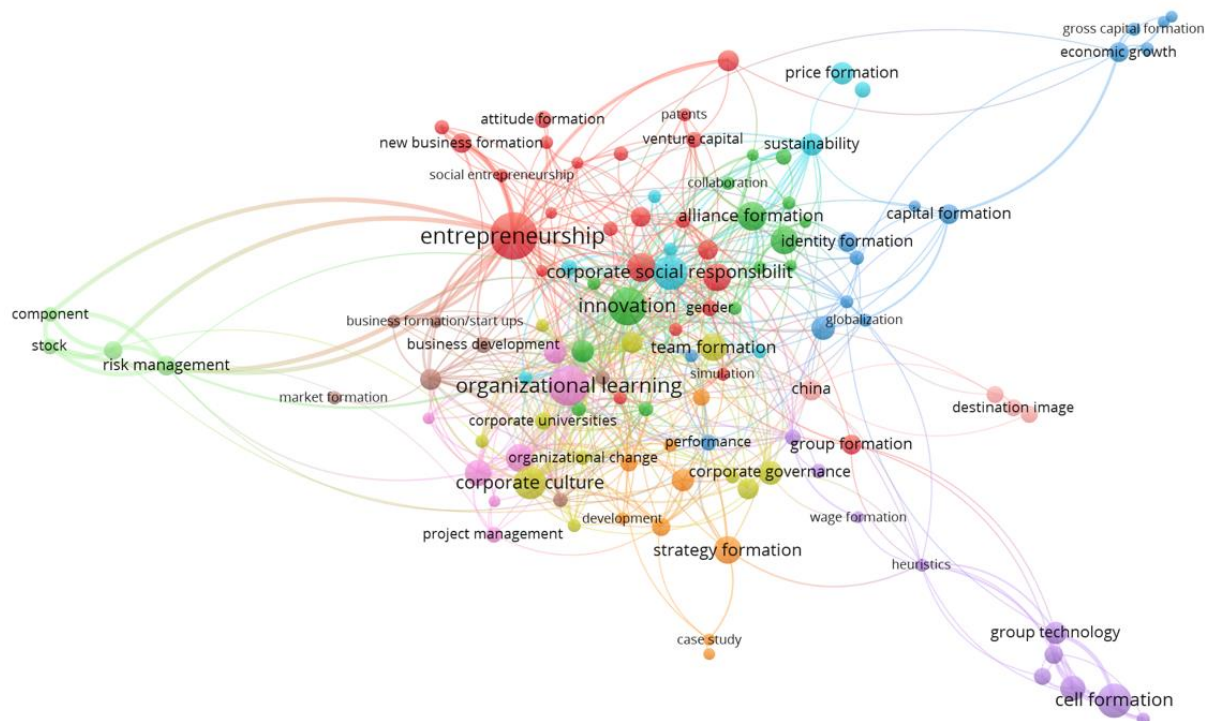 gross capital formation
economic growth
price formation
patents
attitude formation
venture capital
new business formation
sustainability
social entrepreneurship
collaboration
capital formation
alliance formation
entrepreneurship
identity formation
corporate social responsibilit
innovation
gender
component
business formation/start ups
globalization
stock
business development
team formation
risk management
simulation
organizational learning
china
market formation
destination image
corporate universities
performance
group formation
organizational change
corporate governance
corporate culture
development
wage formation
project management
strategy formation
heuristics
case study
group technology
cell formation